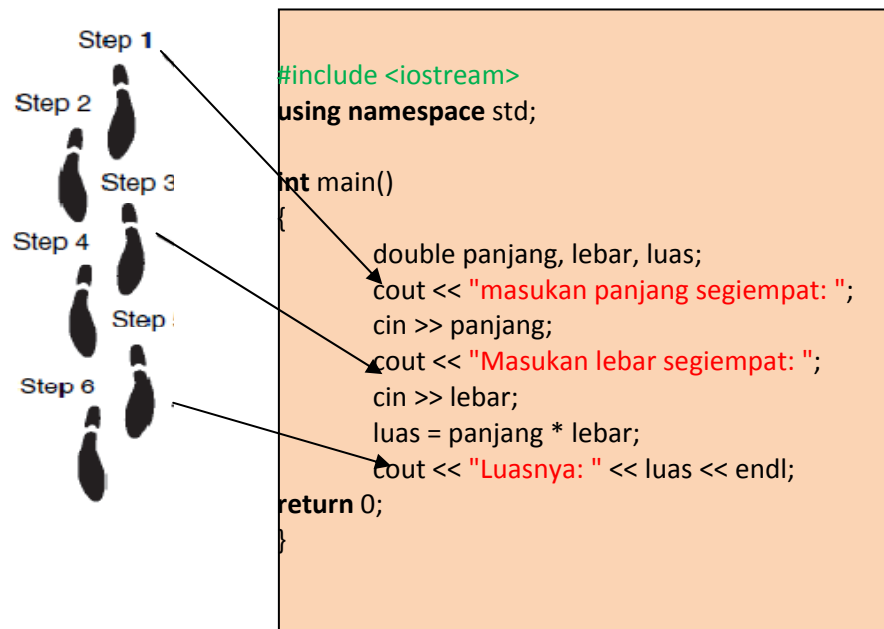 Step 1
Step 2
Step 3
Step 4
Step
Step 6
#include <iostream>
using namespace std;
int main()
{
double panjang, lebar, luas;
cout << "masukan panjang segiempat: ";
cin >> panjang;
cout << "Masukan lebar segiempat: ";
cin >> lebar;
luas = panjang * lebar;
cout << "Luasnya: " << luas << endl;
return 0;
}